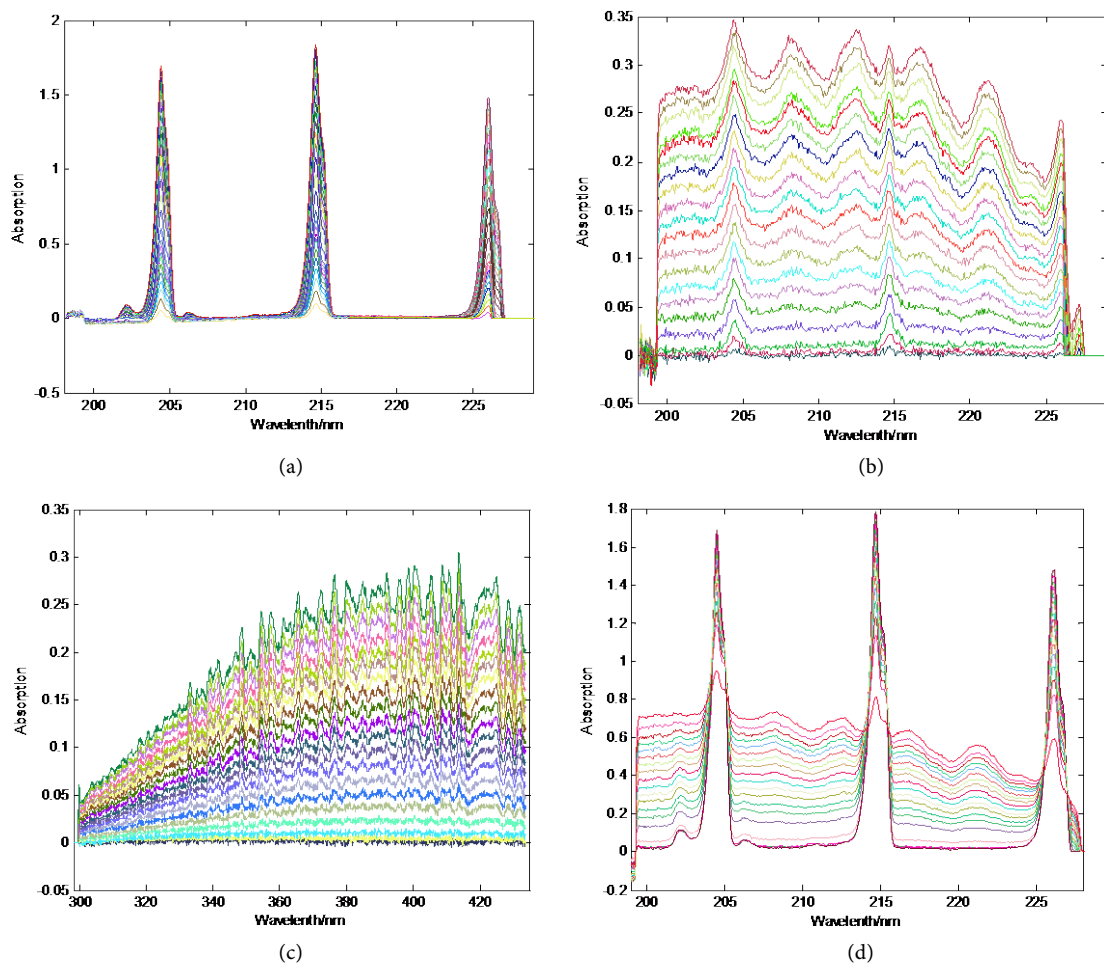 2
1.5
1
0.5
0
-0.5
Absorption
200 205 210 215 220 225
Wavelenth/nm
(a)
0.35
0.3
0.25
0.2
0.15
0.1
0.05
0
-0.05
Absorption
200 205 210 215 220 225
Wavelenth/nm
(b)
0.35
0.3
0.25
0.2
0.15
0.1
0.05
0
-0.05
Absorption
300 320 340 360 380 400 420
Wavelenth/nm
(c)
1.8
1.6
1.4
1.2
1
0.8
0.6
0.4
0.2
0
-0.2
Absorption
200 205 210 215 220 225
Wavelenth/nm
(d)